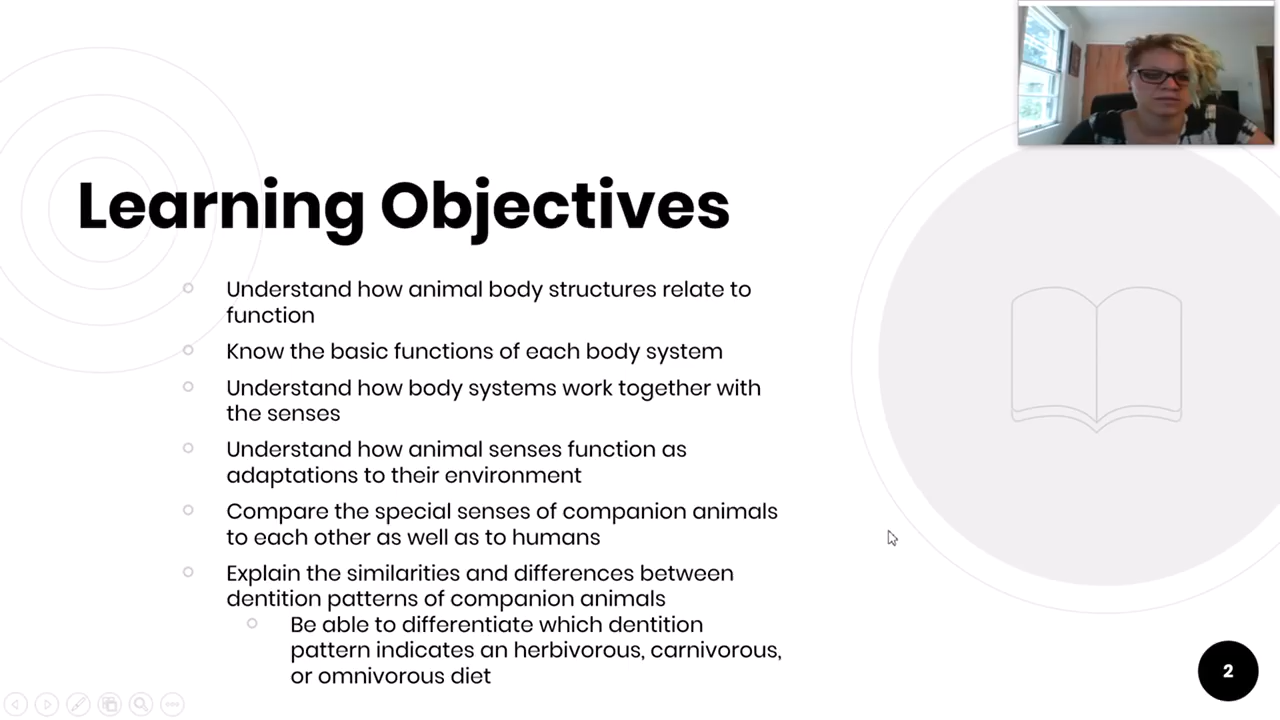 Learning Objectives
Understand how animal body structures relate to
function
Know the basic functions of each body system
Understand how body systems work together with
the senses
Understand how animal senses function as
adaptations to their environment
Compare the special senses of companion animals
to each other as well as to humans
Explain the similarities and differences between
dentition patterns of companion animals
Be able to differentiate which dentition
pattern indicates an herbivorous, carnivorous,
or omnivorous diet
2